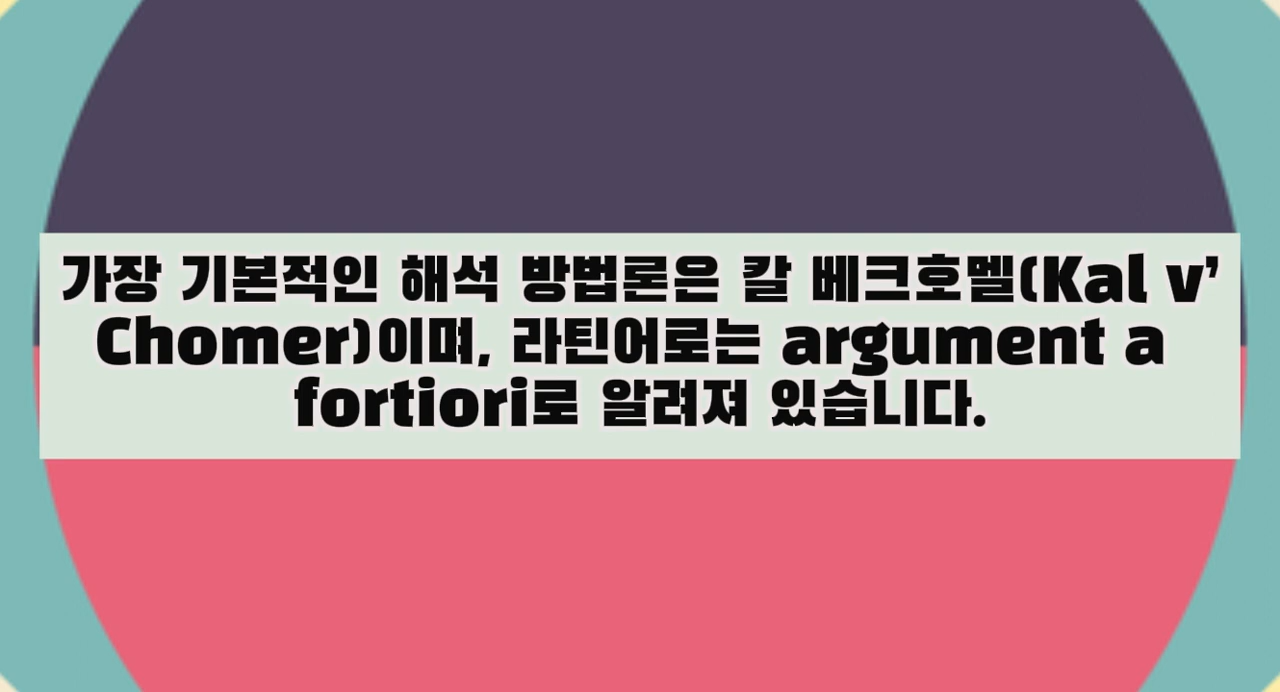 가장 기본적인 해석 방법론은 칼 베크호멜(Kal v’
Chomer)이며, 라틴어로는 argument a
fortiori로 알려져 있습니다.